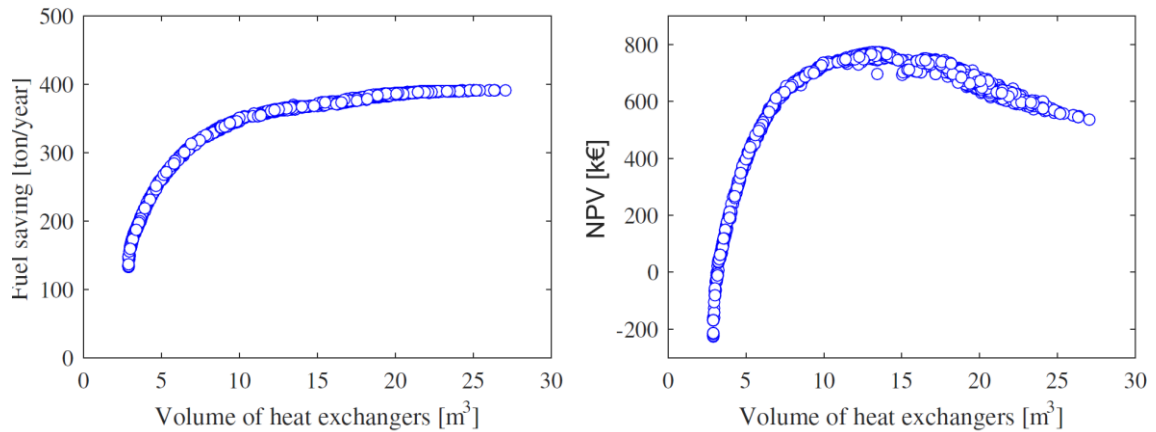 500
400
300
200
100
0
Fuel saving [ton/year]
0 5 10 15 20 25 30
Volume of heat exchangers [m³]
800
600
400
200
0
-200
NPV [k€]
0 5 10 15 20 25 30
Volume of heat exchangers [m³]